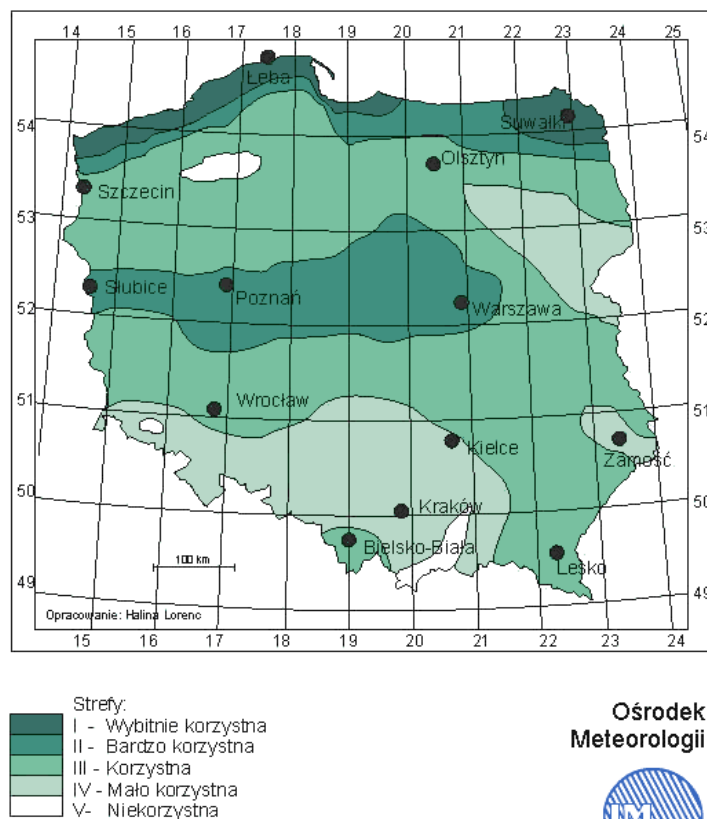 14 15 16 17 18 19 20 21 22 23 24 25
Łeba
54
Suwałki
54
Olsztyn
Szczecin
53
53
Słubice
Poznań
Warszawa
52
52
Wrocław
51
51
Kielce
Zamość
50
Kraków
50
Bielsko-Biała
Lesko
100 km
49
49
Opracowanie: Halina Lorenc
15 16 17 18 19 20 21 22 23 24
Strefy:
I - Wybitnie korzystna
II - Bardzo korzystna
III - Korzystna
IV - Mało korzystna
V- Niekorzystna
Ośrodek
Meteorologii
IM